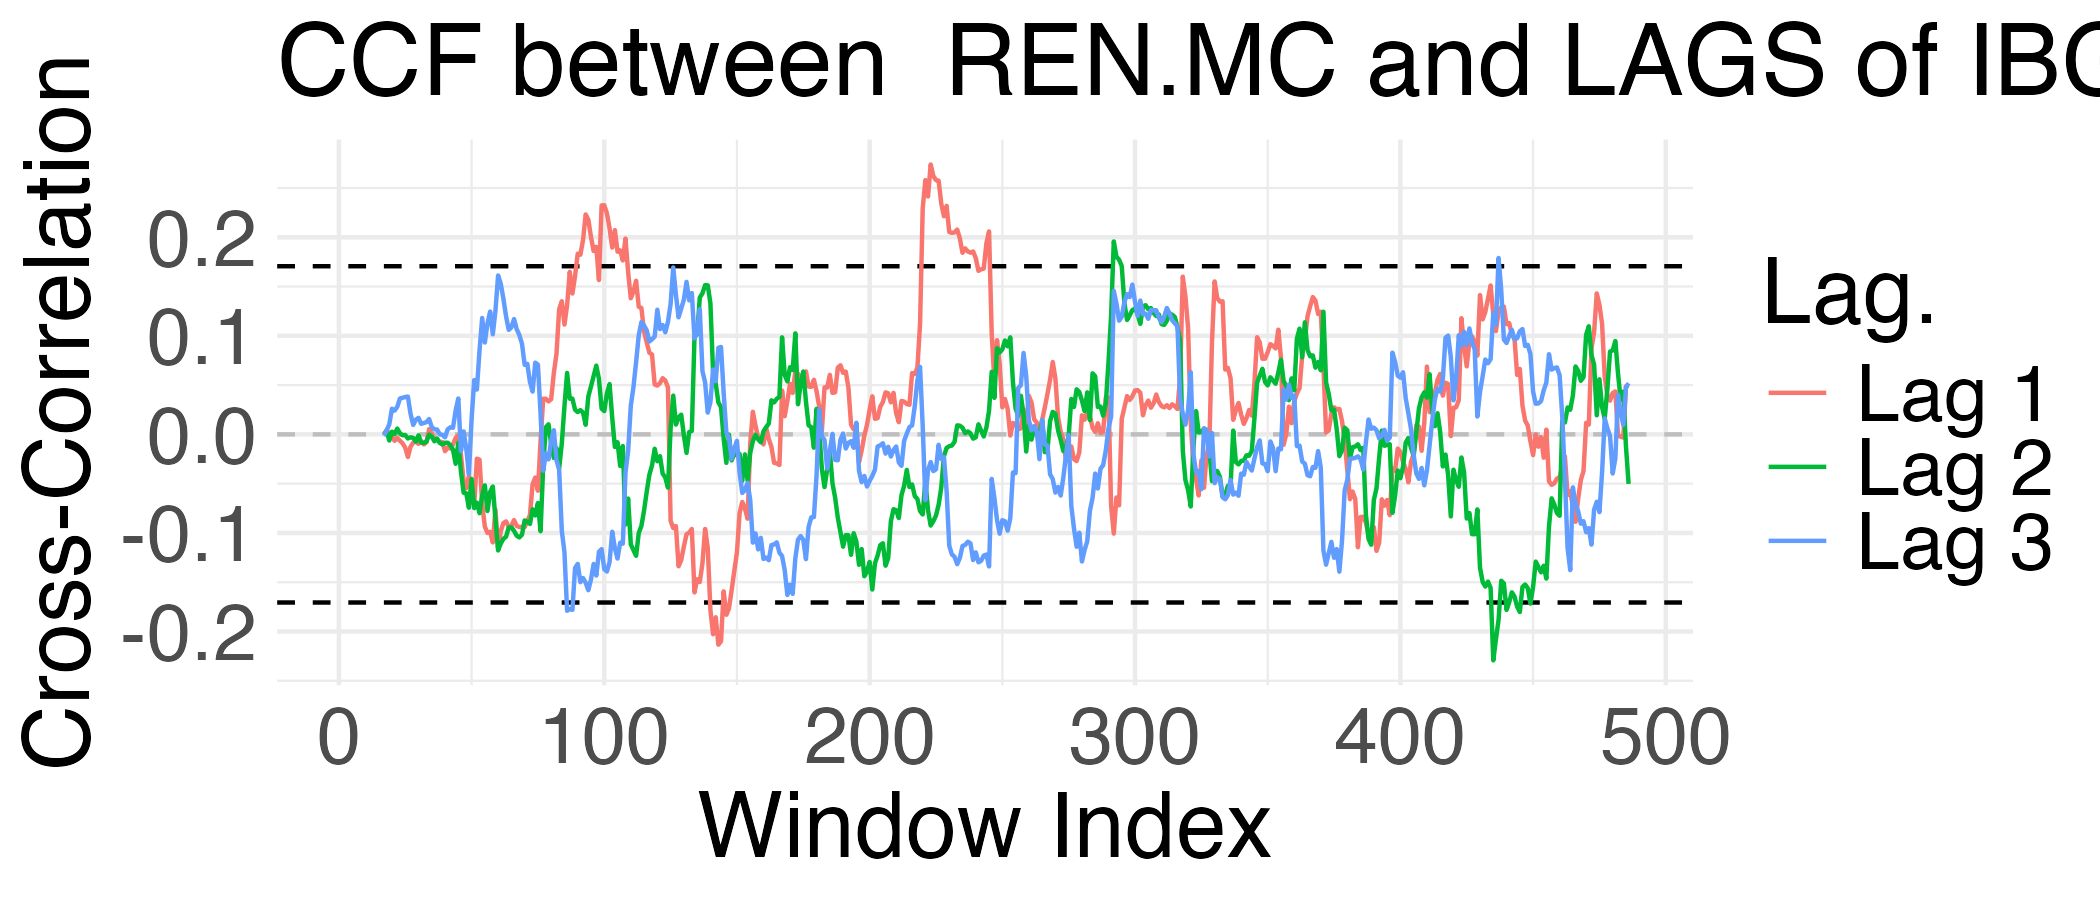 CCF between  REN.MC and LAGS of
Cross-Correlation
0.2
0.1
0.0
-0.1
-0.2
0 100 200 300 400 500
Window Index
Lag.
Lag 1
Lag 2
Lag 3